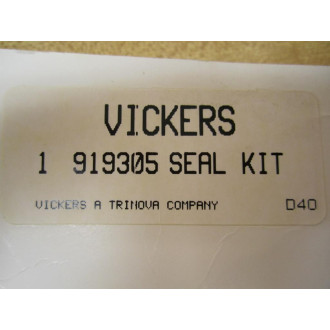 VICKERS
1 919305 SEAL KIT
VICKERS A TRINOVA COMPANY D40